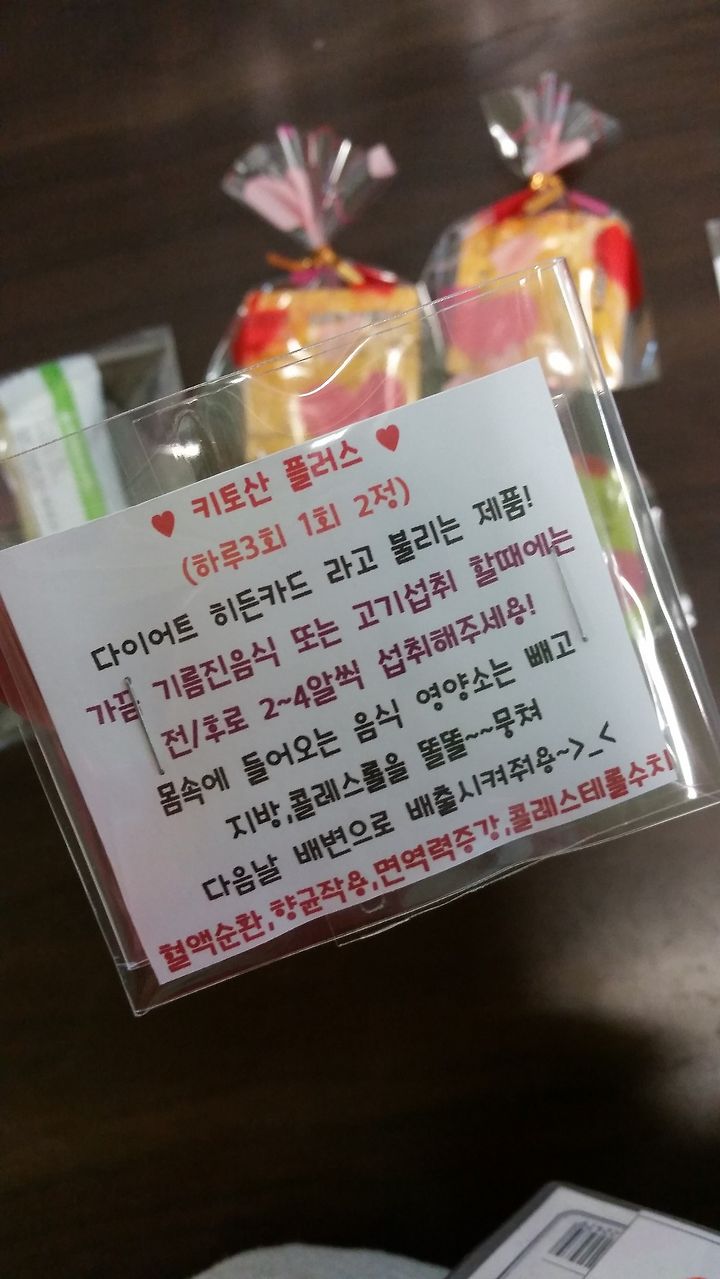 ♥ 키토산 플러스 ♥
(하루3회 1회 2정)
다이어트 히든카드 라고 불리는 제품!
가끔 기름진음식 또는 고기섭취 할때에는
전/후로 2~4알씩 섭취해주세용!
몸속에 들어오는 음식 영양소는 빼고
지방,콜레스롤을 똘똘~~뭉쳐
다음날 배변으로 배출시켜줘용~>_<
혈액순환,향균작용,면역력증강,콜레스테롤수치